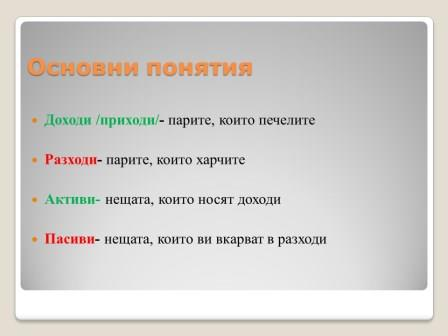 Основни понятия
Доходи /приходи/- парите, които печелите
Разходи- парите, които харчите
Активи- нещата, които носят доходи
Пасиви- нещата, които ви вкарват в разходи